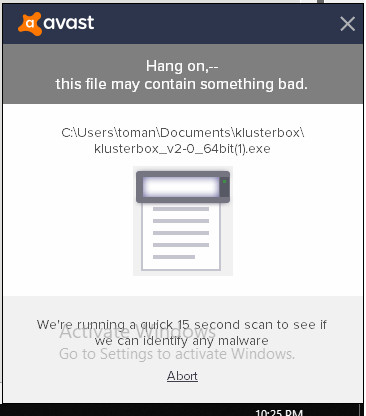 avast
Hang on,--
this file may contain something bad.
C:\Users\toman\Documents\klusterbox\
klusterbox_v2-0_64bit(1).exe
We're running a quick 15 second scan to see if
we can identify any malware
Activate Windows
Go to Settings to activate Windows.
Abort
10:25 PM